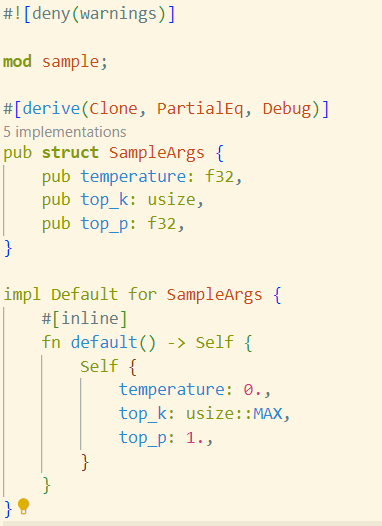 #![deny(warnings)]
mod sample;
#[derive(Clone, PartialEq, Debug)]
5 implementations
pub struct SampleArgs {
    pub temperature: f32,
    pub top_k: usize,
    pub top_p: f32,
}
impl Default for SampleArgs {
    #[inline]
    fn default() -> Self {
        Self {
            temperature: 0.,
            top_k: usize::MAX,
            top_p: 1.,
        }
    }
}